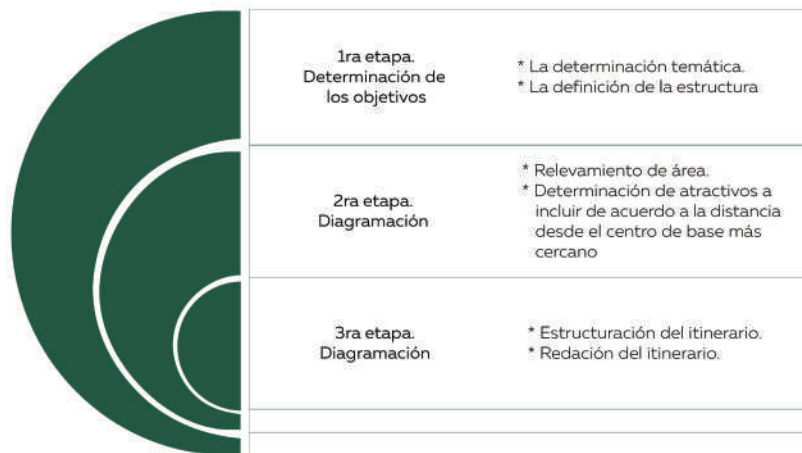 1ra etapa.
Determinación de
los objetivos
* La determinación temática.
* La definición de la estructura
2ra etapa.
Diagramación
* Relevamiento de área.
* Determinación de atractivos a
incluir de acuerdo a la distancia
desde el centro de base más
cercano
3ra etapa.
Diagramación
* Estructuración del itinerario.
* Redación del itinerario.